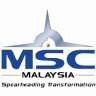 MSC
MALAYSIA
Spearheading Transformation